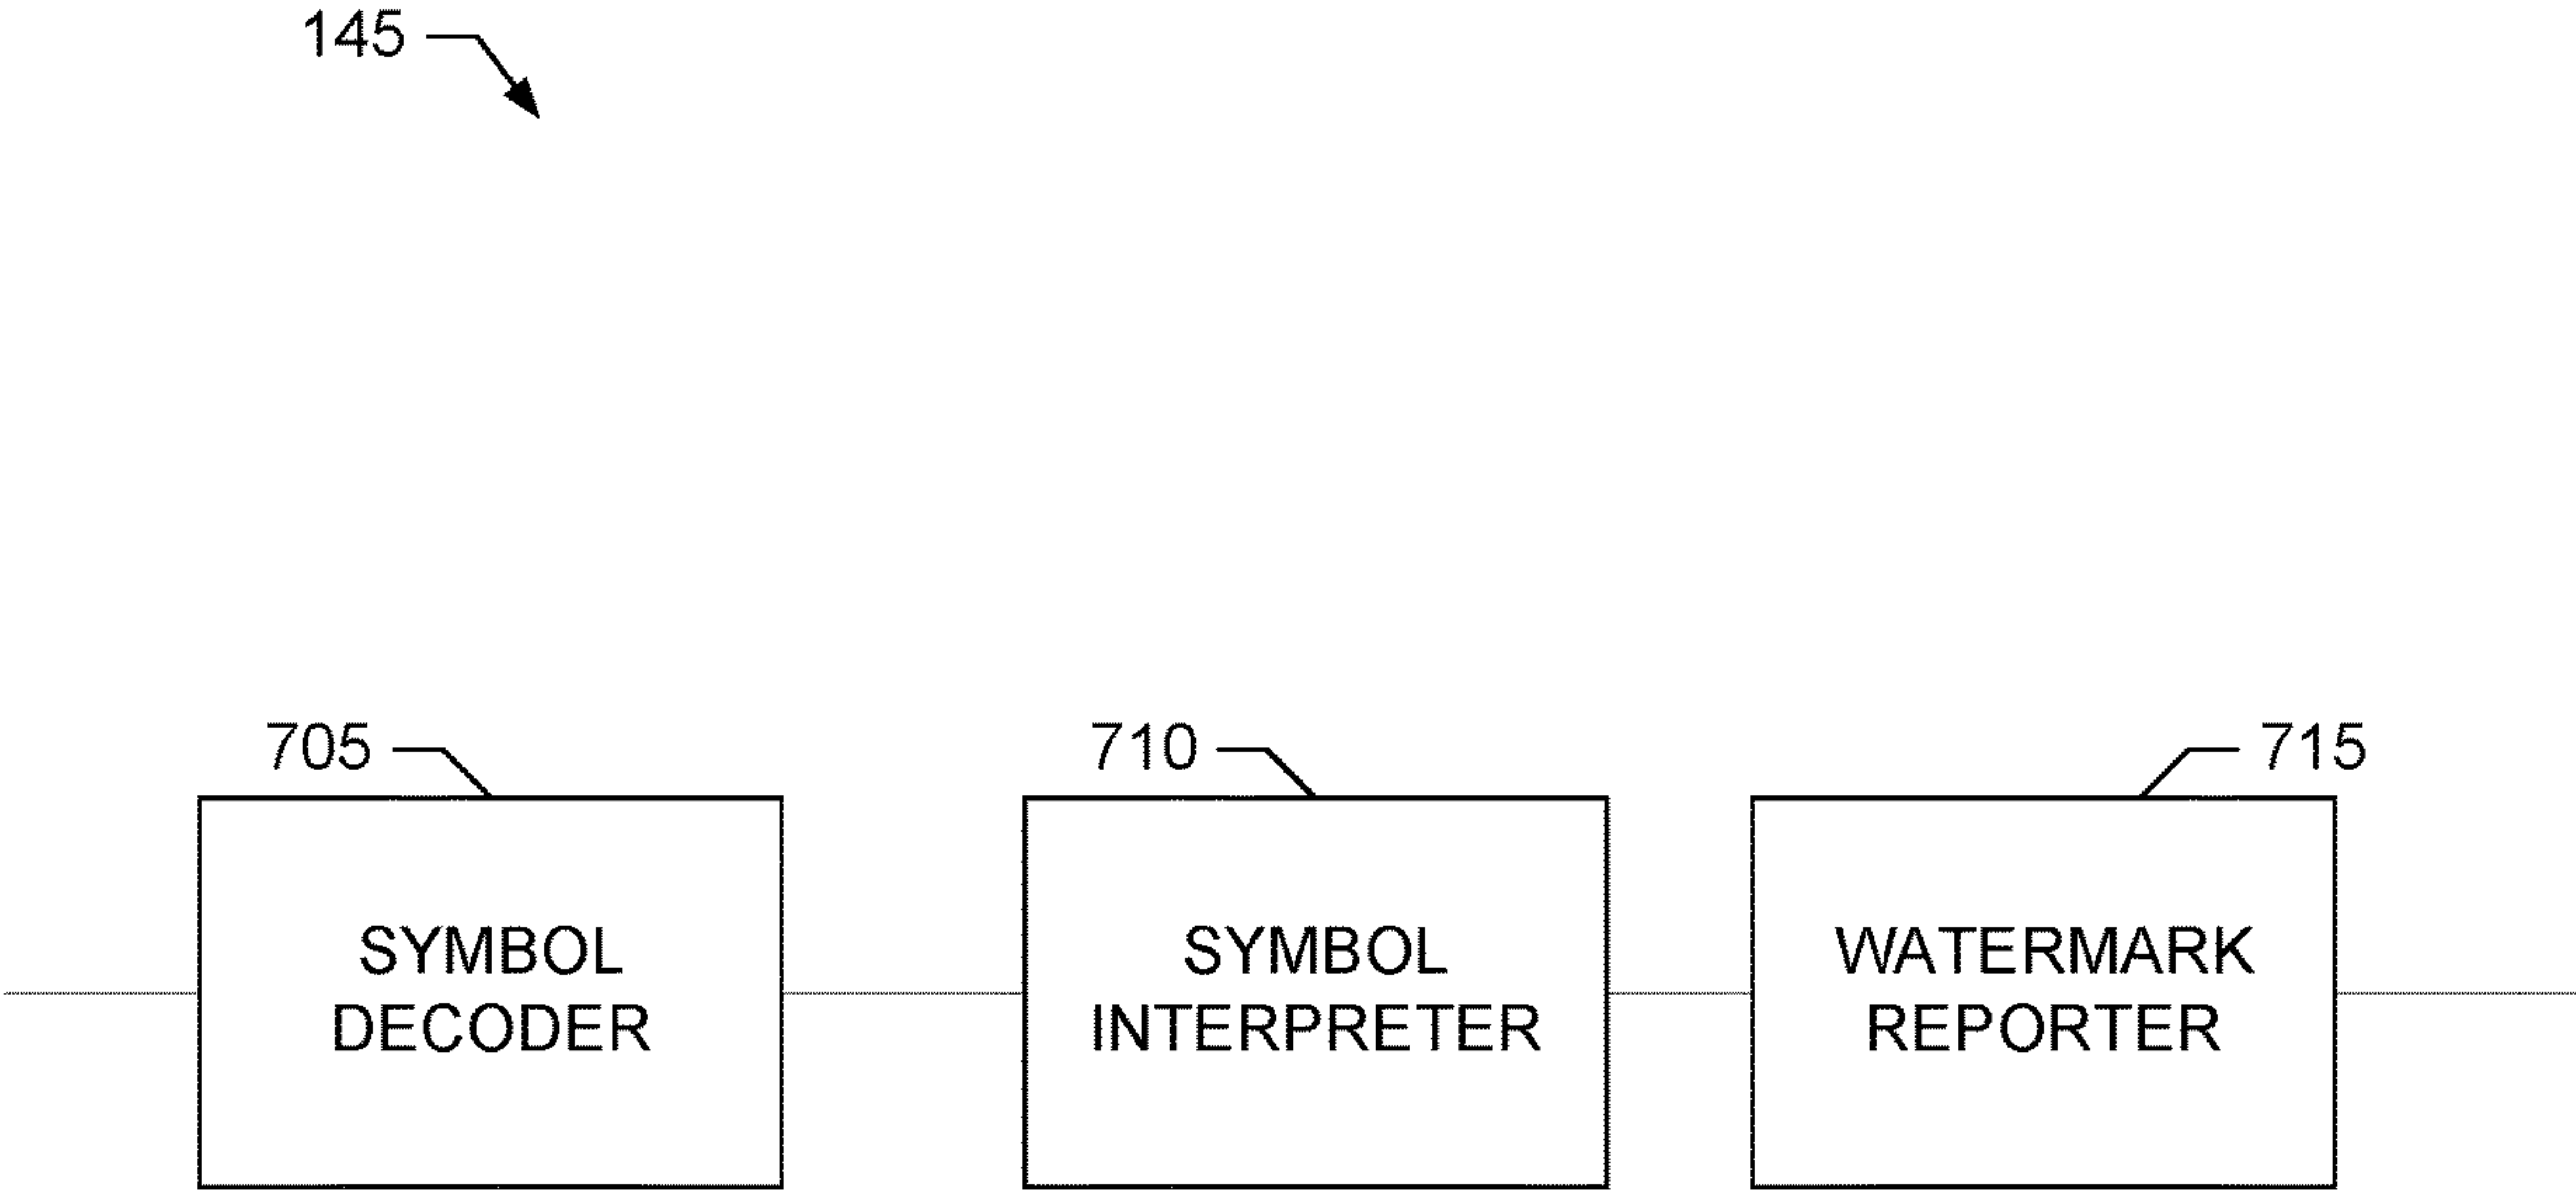 145
705
710
715
SYMBOL
DECODER
SYMBOL
INTERPRETER
WATERMARK
REPORTER